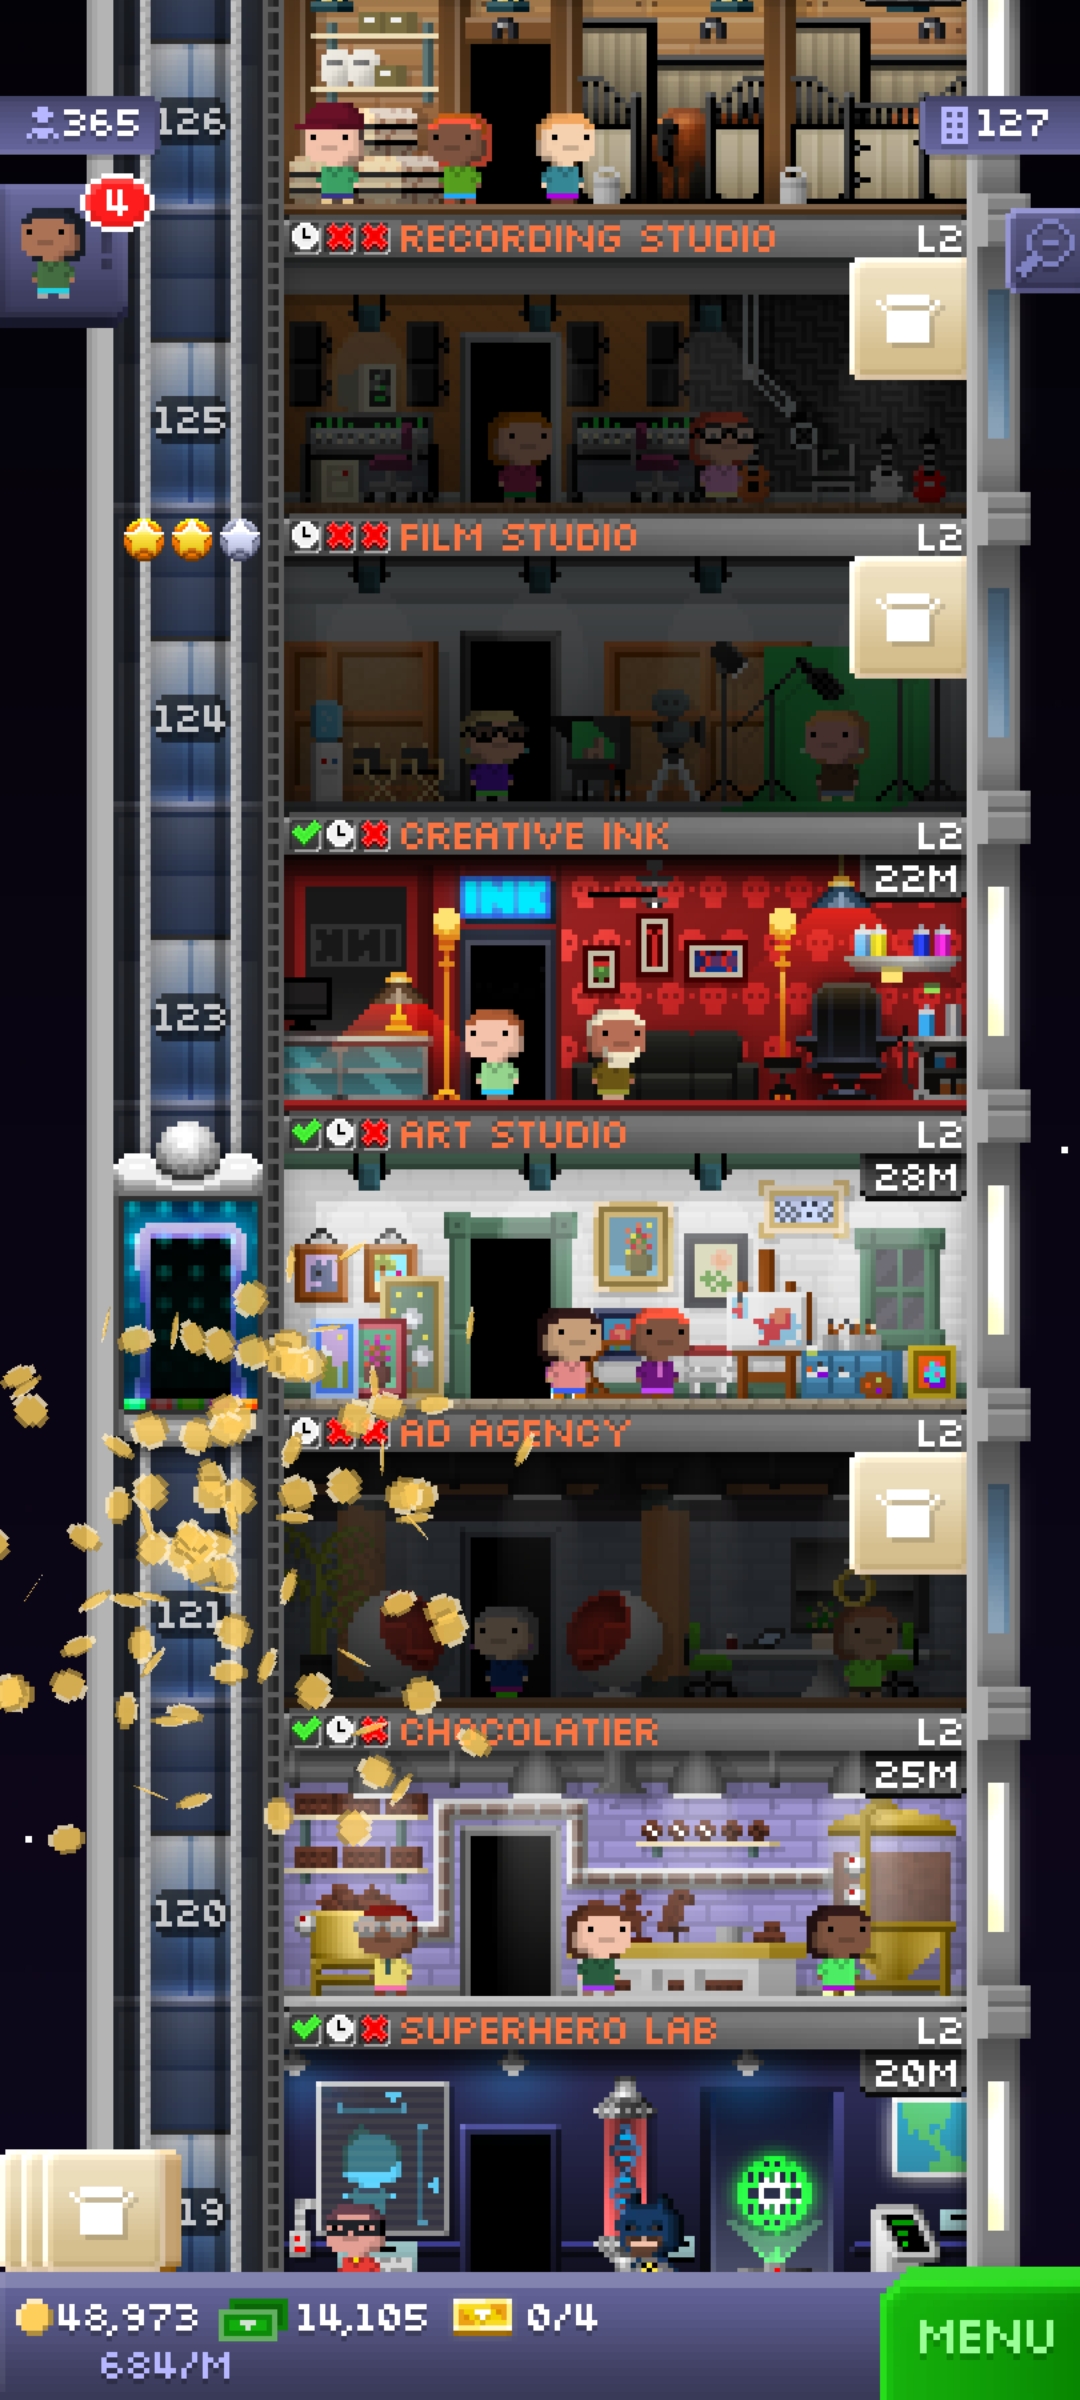 365
126
127
4
RECORDING STUDIO L2
125
FILM STUDIO L2
124
CREATIVE INK L2
22M
INK
123
ART STUDIO L2
28M
AD AGENCY L2
121
CHOCOLATIER L2
25M
120
SUPERHERO LAB L2
20M
19
48,973 14,105 0/4
684/M
MENU